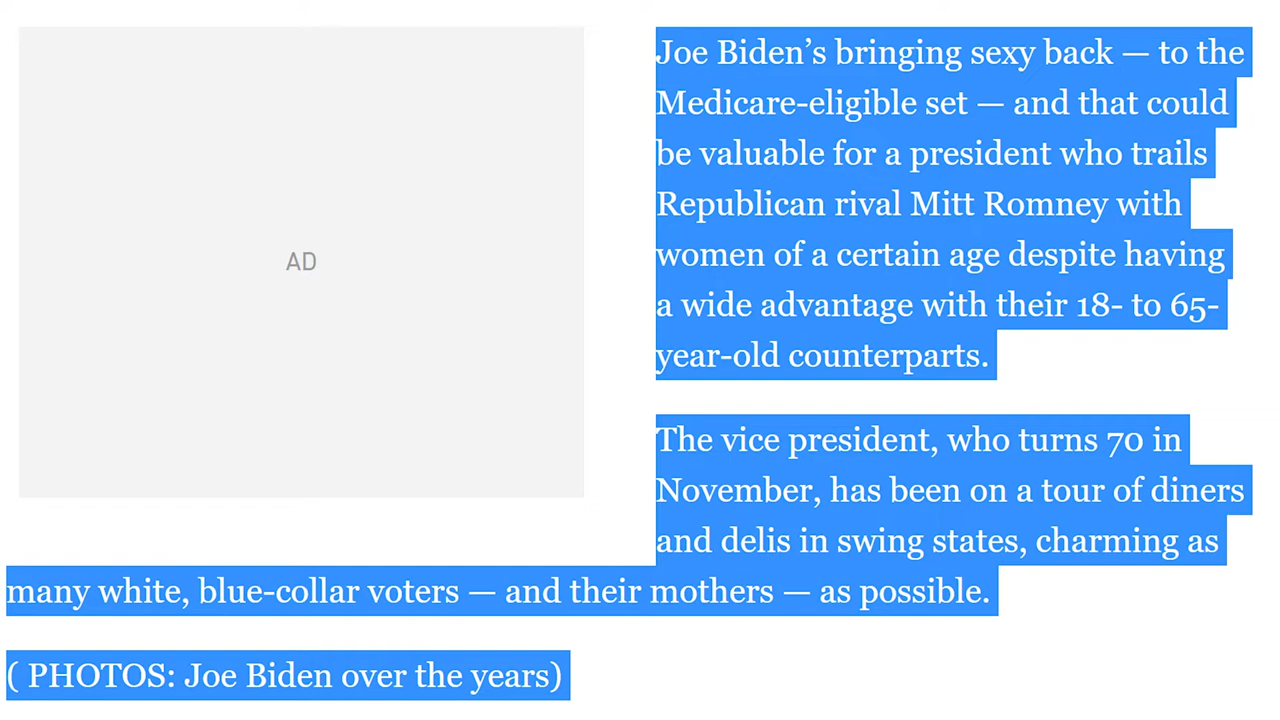 AD
Joe Biden’s bringing sexy back — to the
Medicare-eligible set — and that could
be valuable for a president who trails
Republican rival Mitt Romney with
women of a certain age despite having
a wide advantage with their 18- to 65-
year-old counterparts.
The vice president, who turns 70 in
November, has been on a tour of diners
and delis in swing states, charming as
many white, blue-collar voters — and their mothers — as possible.
( PHOTOS: Joe Biden over the years)